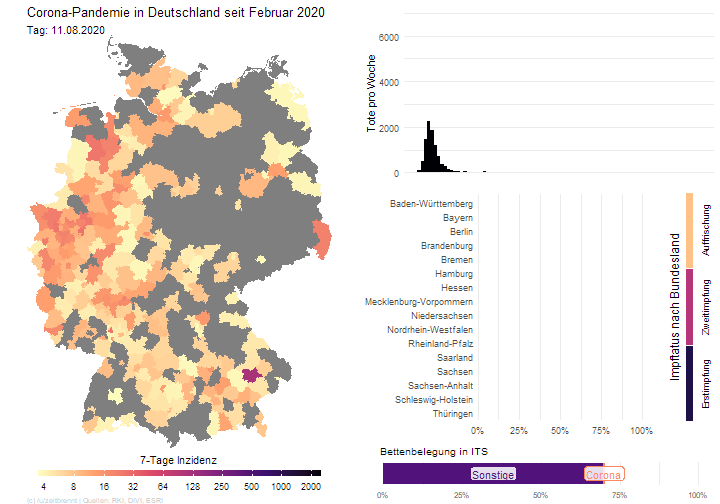 Corona-Pandemie in Deutschland seit Februar 2020
Tag: 11.08.2020
7-Tage Inzidenz
4 8 16 32 64 128 250 500 1000 2000
(c) /u/zeitbrennt | Quellen: RKI, DIVI, ESRI
Tote pro Woche
6000
4000
2000
0
Baden-Württemberg
Bayern
Berlin
Brandenburg
Bremen
Hamburg
Hessen
Mecklenburg-Vorpommern
Niedersachsen
Nordrhein-Westfalen
Rheinland-Pfalz
Saarland
Sachsen
Sachsen-Anhalt
Schleswig-Holstein
Thüringen
0% 25% 50% 75% 100%
Impfstatus nach Bundesland
Auffrischung
Zweitimpfung
Erstimpfung
Bettenbelegung in ITS
Sonstige
Corona
0% 25% 50% 75% 100%